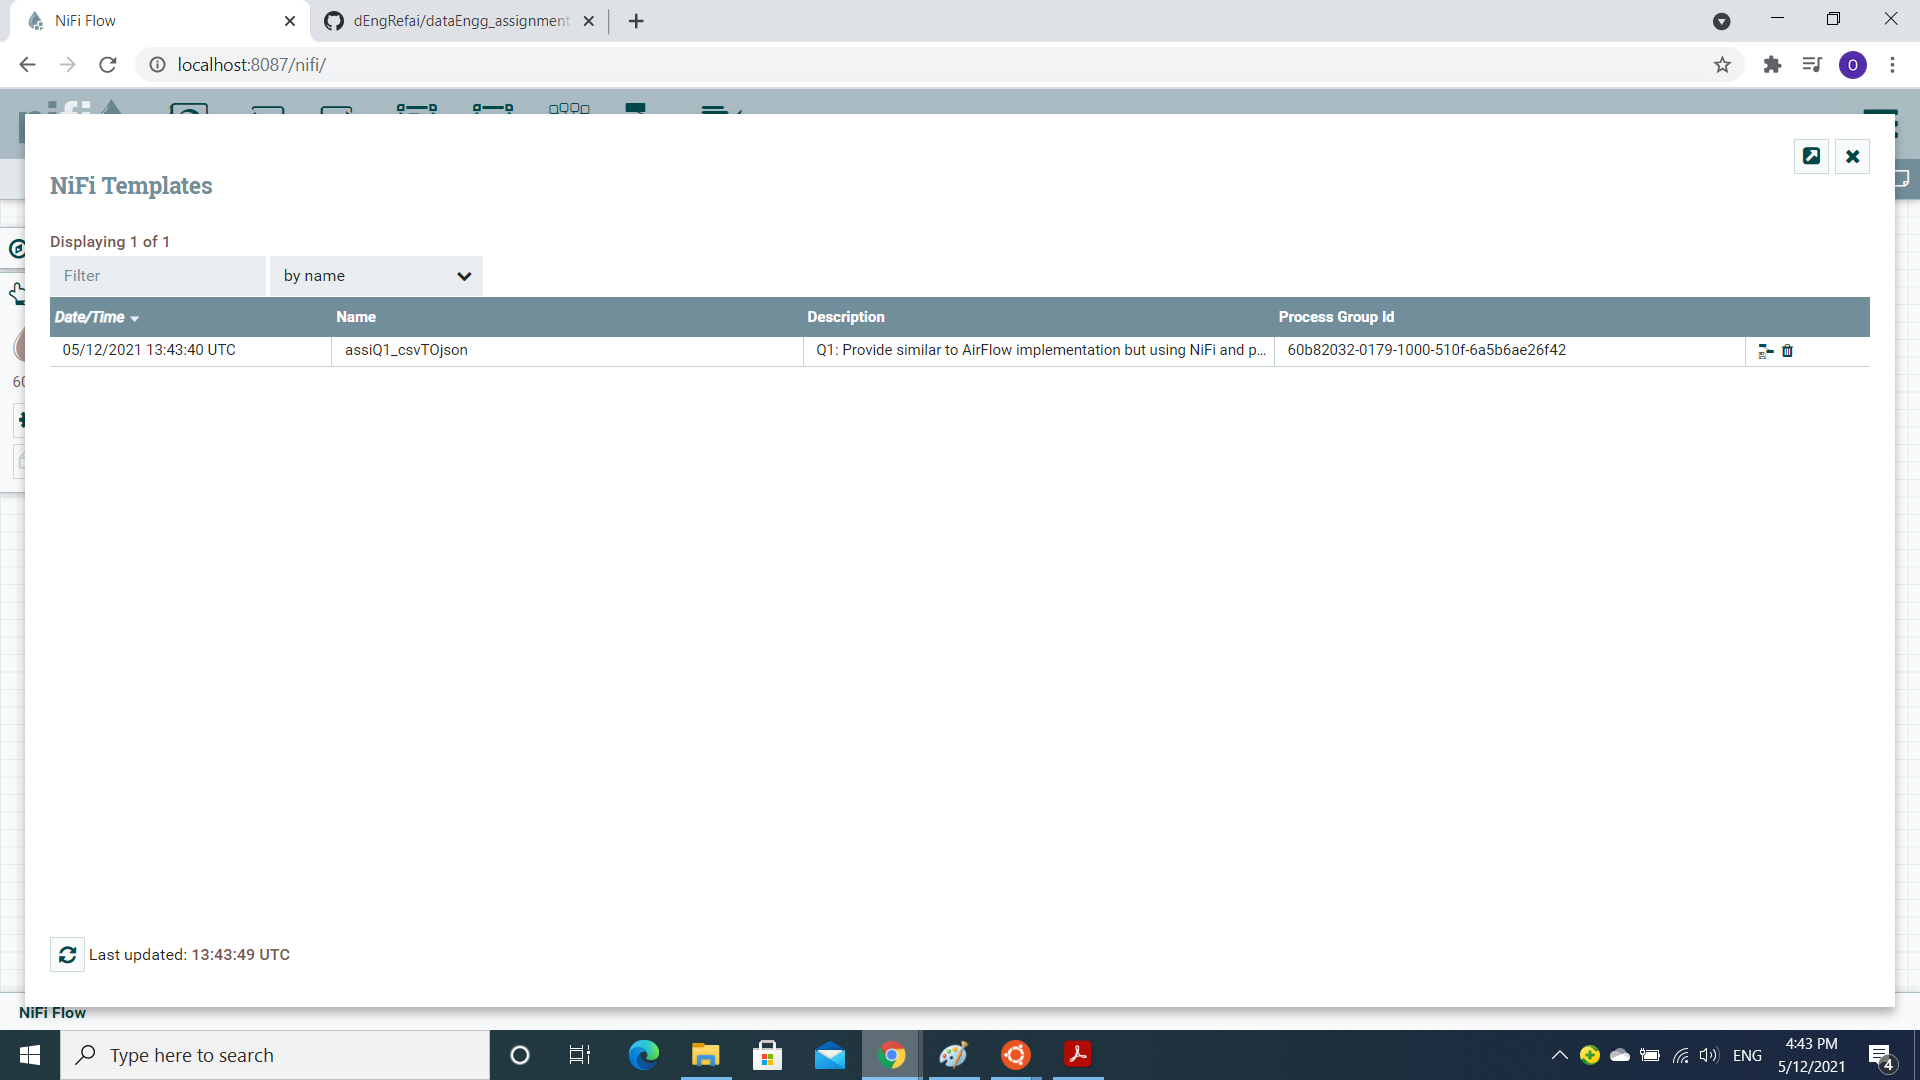 NiFi Flow
dEngRefai/dataEngg_assignment
localhost:8087/nifi/
O
nifi
NiFi Templates
Displaying 1 of 1
Filter
by name
Date/Time Name Description Process Group Id
05/12/2021 13:43:40 UTC assiQ1_csvTOjson Q1: Provide similar to AirFlow implementation but using NiFi and p... 60b82032-0179-1000-510f-6a5b6ae26f42
Last updated: 13:43:49 UTC
NiFi Flow
Type here to search
ENG
4:43 PM
5/12/2021
4